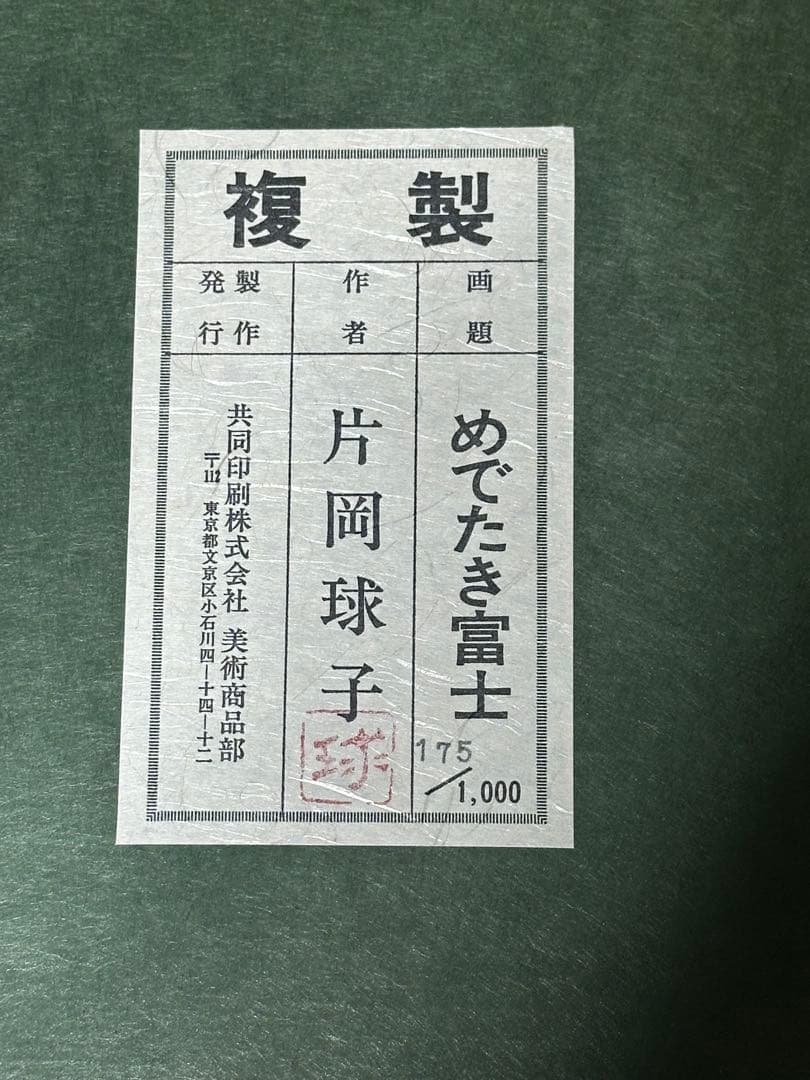 複製
画題
めでたき富士
175/1,000
作者
片岡球子
球
製作
発行
共同印刷株式会社 美術商品部
〒112 東京都文京区小石川四-十四-十二